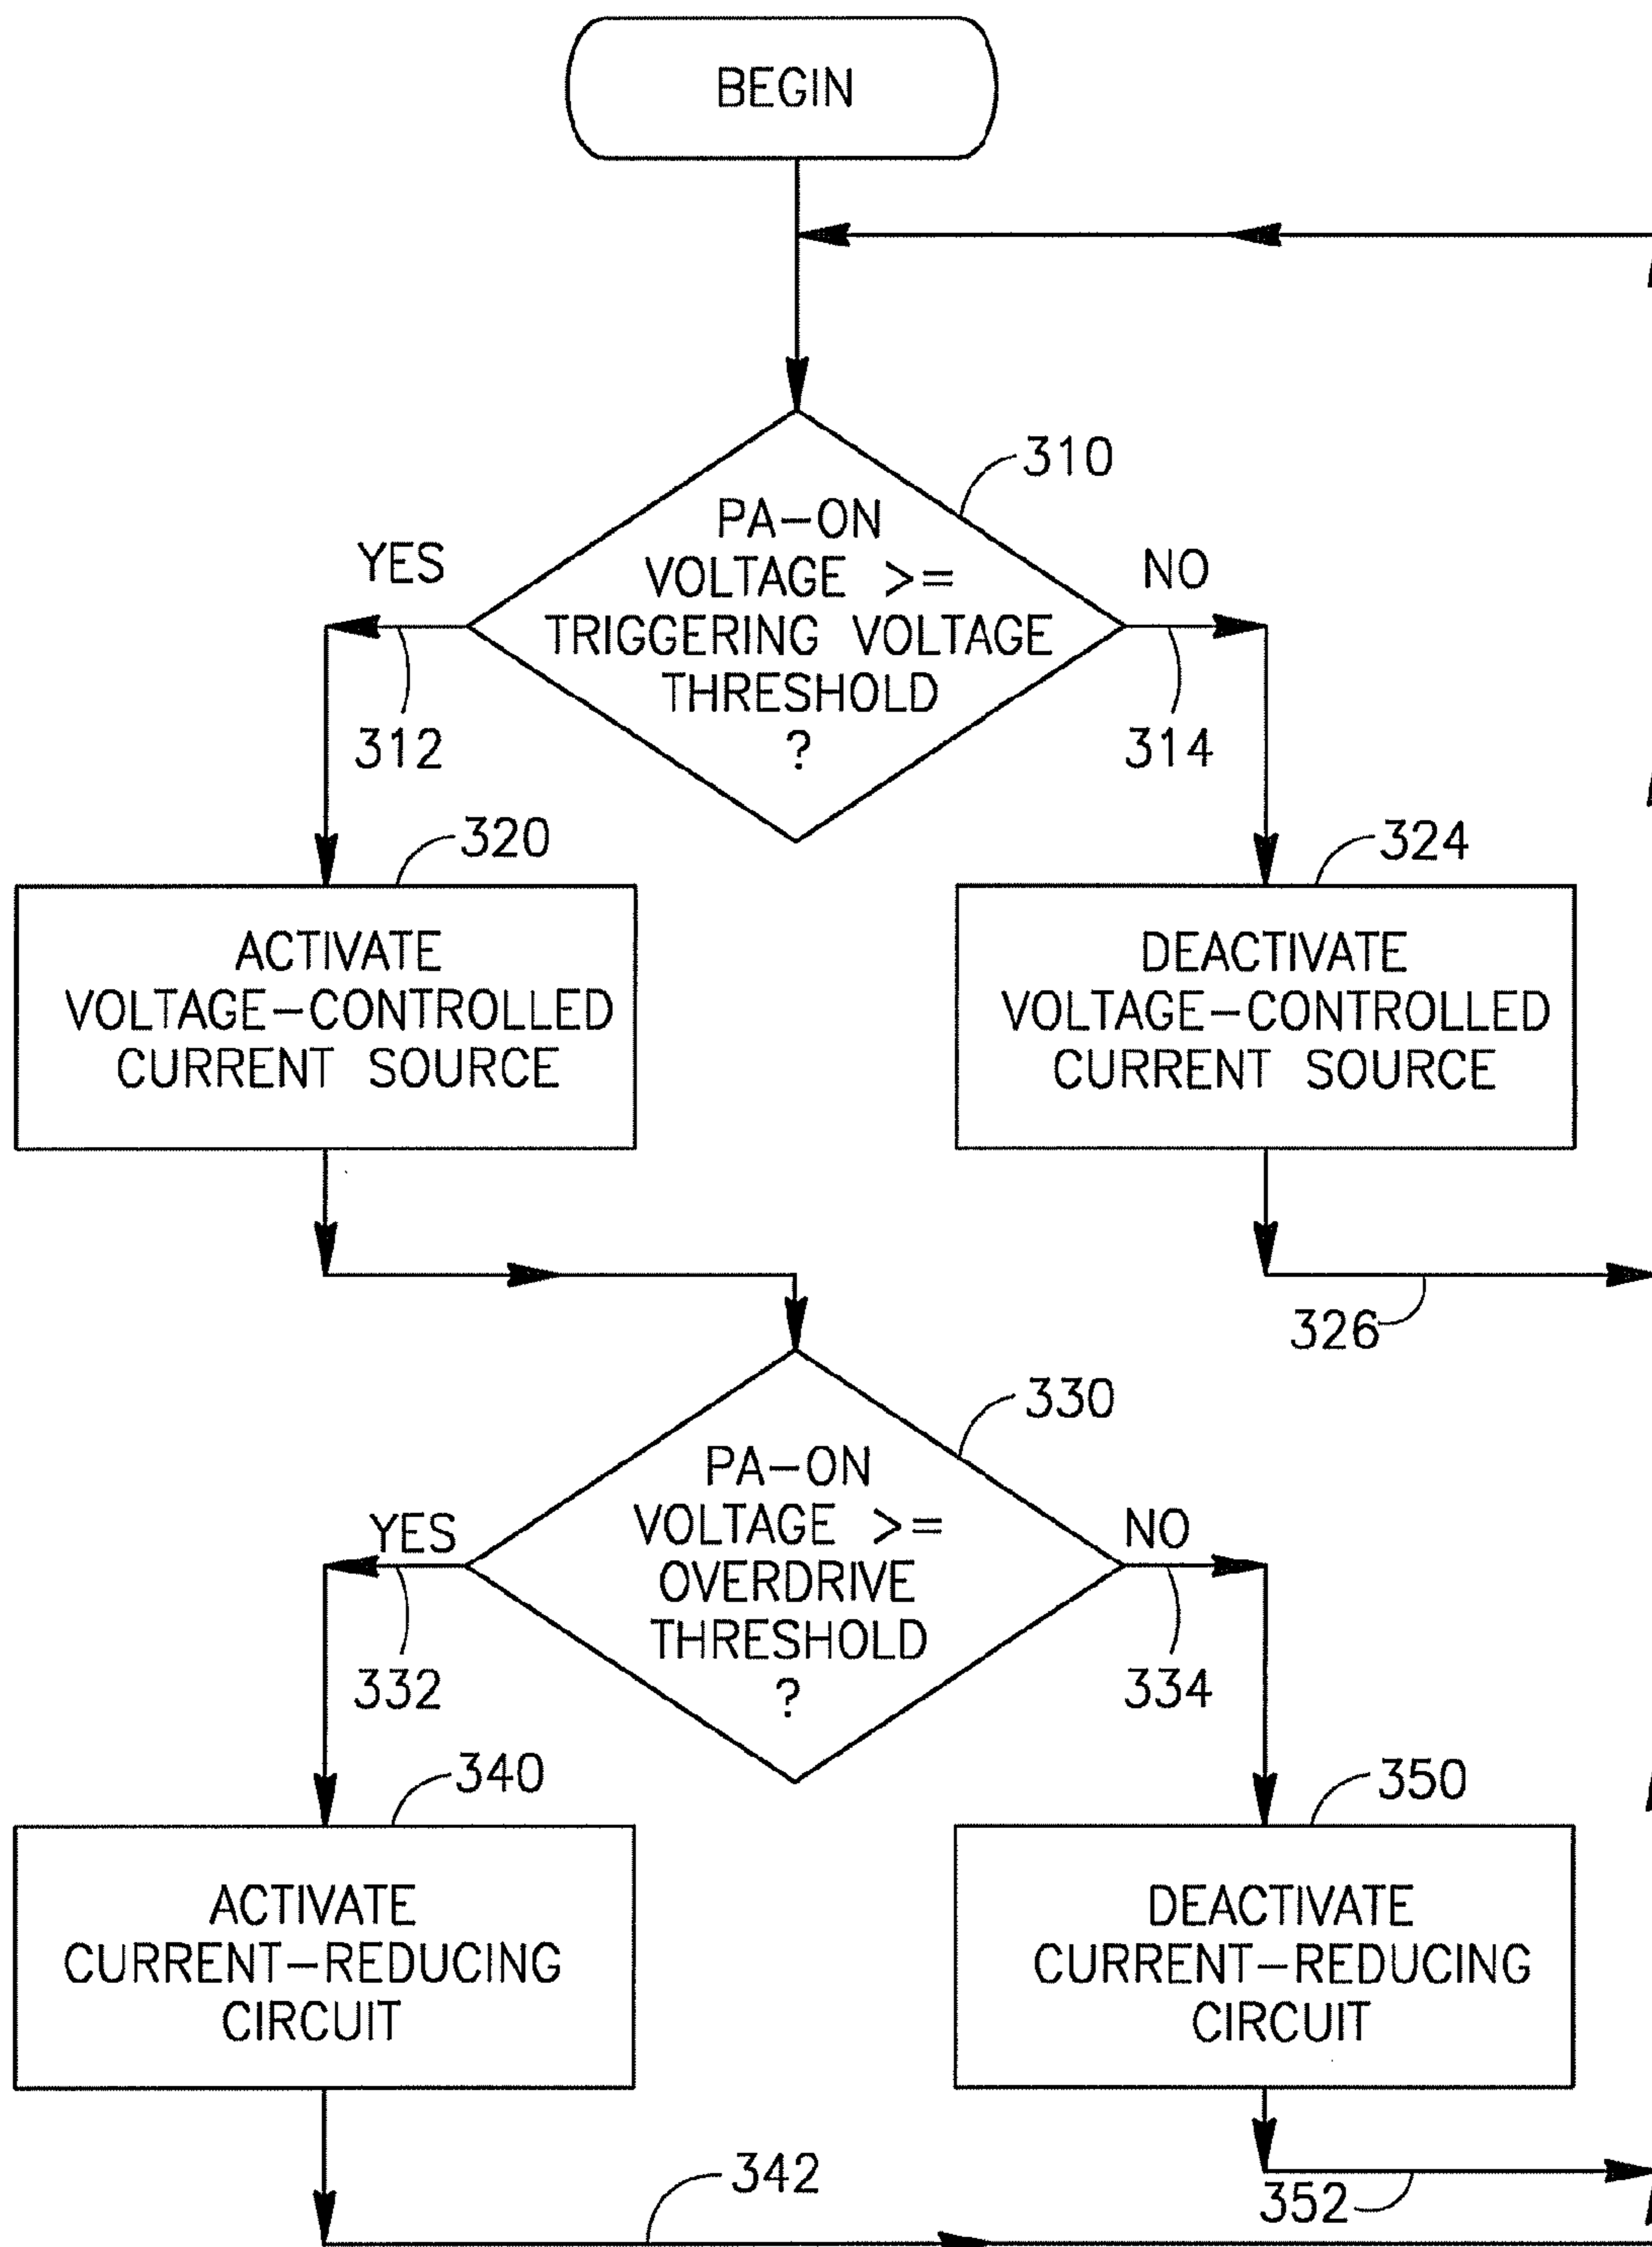 BEGIN
310
PA-ON
VOLTAGE >=
TRIGGERING VOLTAGE
THRESHOLD
?
YES
NO
312
314
320
324
ACTIVATE
VOLTAGE-CONTROLLED
CURRENT SOURCE
DEACTIVATE
VOLTAGE-CONTROLLED
CURRENT SOURCE
326
330
PA-ON
VOLTAGE >=
OVERDRIVE
THRESHOLD
?
YES
NO
332
334
340
350
ACTIVATE
CURRENT-REDUCING
CIRCUIT
DEACTIVATE
CURRENT-REDUCING
CIRCUIT
342
352